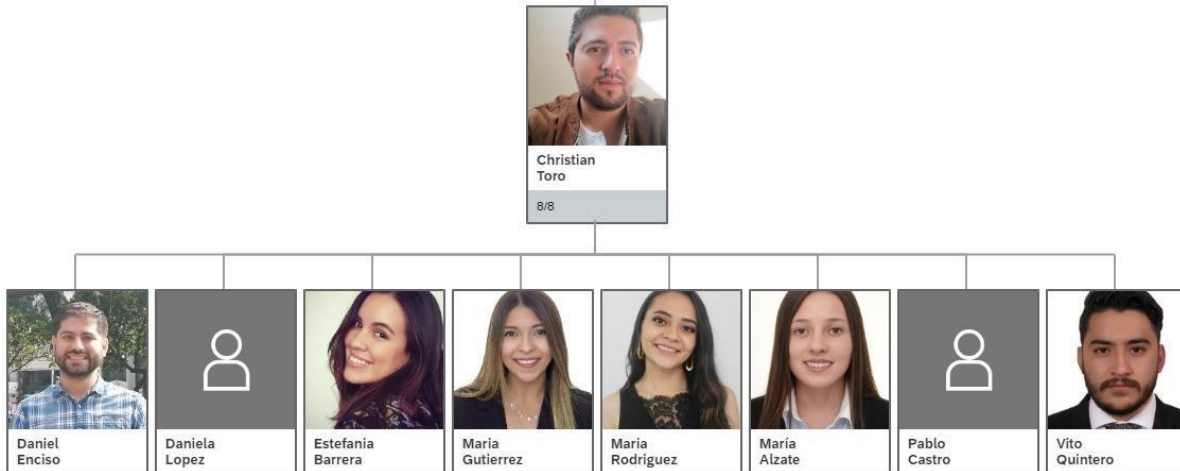 Christian
Toro
8/8
Daniel
Enciso
Daniela
Lopez
Estefania
Barrera
Maria
Gutierrez
Maria
Rodriguez
María
Alzate
Pablo
Castro
Vito
Quintero